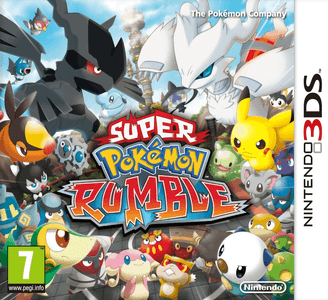 The Pokémon Company
SUPER
POKéMON
RUMBLE
NINTENDO 3DS
7
www.pegi.info
Nintendo